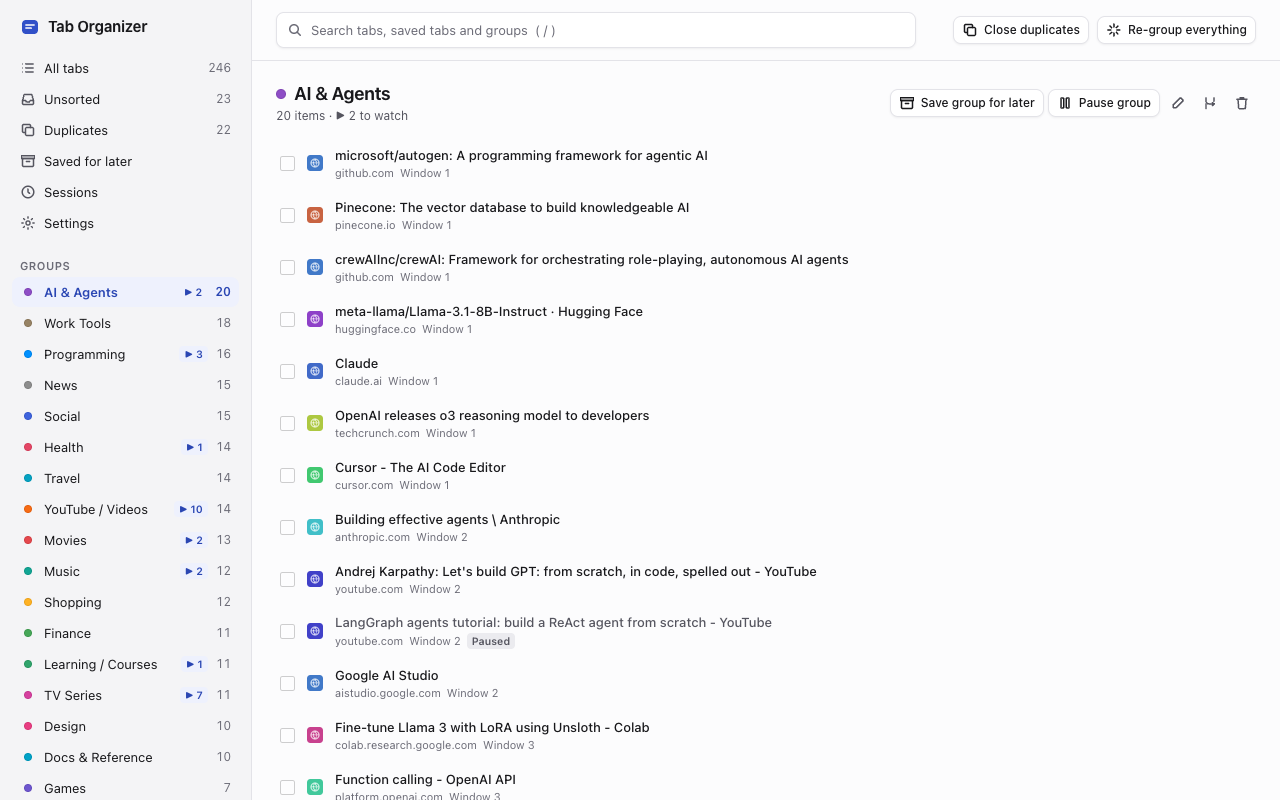 Tab Organizer
All tabs 246
Unsorted 23
Duplicates 22
Saved for later
Sessions
Settings
GROUPS
AI & Agents ▶ 2 20
Work Tools 18
Programming ▶ 3 16
News 15
Social 15
Health ▶ 1 14
Travel 14
YouTube / Videos ▶ 10 14
Movies ▶ 2 13
Music ▶ 2 12
Shopping 12
Finance 11
Learning / Courses ▶ 1 11
TV Series ▶ 7 11
Design 10
Docs & Reference 10
Games 7
Search tabs, saved tabs and groups ( / )
Close duplicates
Re-group everything
AI & Agents
20 items · ▶ 2 to watch
Save group for later
Pause group
microsoft/autogen: A programming framework for agentic AI
github.com Window 1
Pinecone: The vector database to build knowledgeable AI
pinecone.io Window 1
crewAIInc/crewAI: Framework for orchestrating role-playing, autonomous AI agents
github.com Window 1
meta-llama/Llama-3.1-8B-Instruct · Hugging Face
huggingface.co Window 1
Claude
claude.ai Window 1
OpenAI releases o3 reasoning model to developers
techcrunch.com Window 1
Cursor - The AI Code Editor
cursor.com Window 1
Building effective agents \ Anthropic
anthropic.com Window 2
Andrej Karpathy: Let's build GPT: from scratch, in code, spelled out - YouTube
youtube.com Window 2
LangGraph agents tutorial: build a ReAct agent from scratch - YouTube
youtube.com Window 2 Paused
Google AI Studio
aistudio.google.com Window 2
Fine-tune Llama 3 with LoRA using Unsloth - Colab
colab.research.google.com Window 3
Function calling - OpenAI API
platform.openai.com Window 3